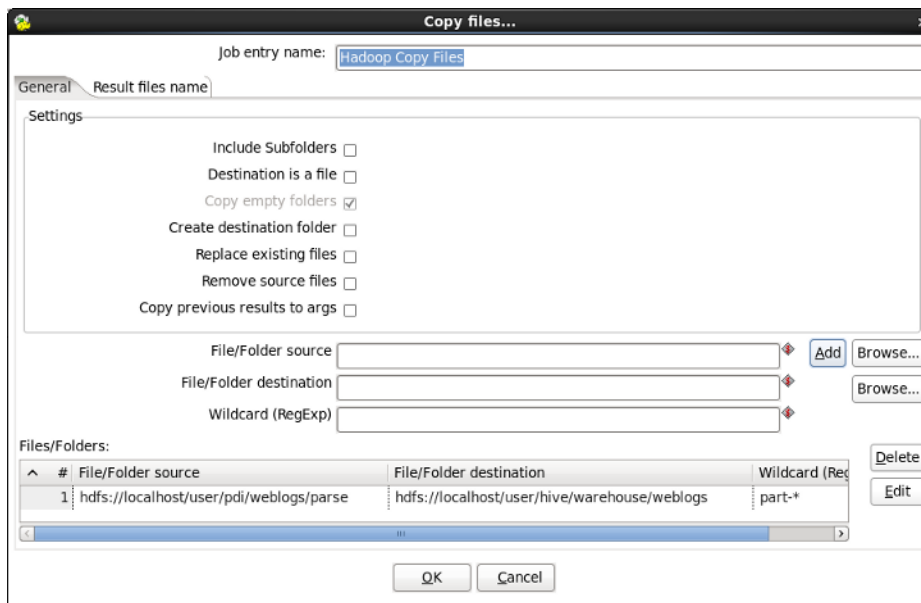 Copy files...
Job entry name: Hadoop Copy Files
General Result files name
Settings
Include Subfolders
Destination is a file
Copy empty folders
Create destination folder
Replace existing files
Remove source files
Copy previous results to args
File/Folder source Add Browse...
File/Folder destination Browse...
Wildcard (RegExp)
Files/Folders:
# File/Folder source File/Folder destination Wildcard (Reg
1 hdfs://localhost/user/pdi/weblogs/parse hdfs://localhost/user/hive/warehouse/weblogs part-*
Delete
Edit
OK Cancel